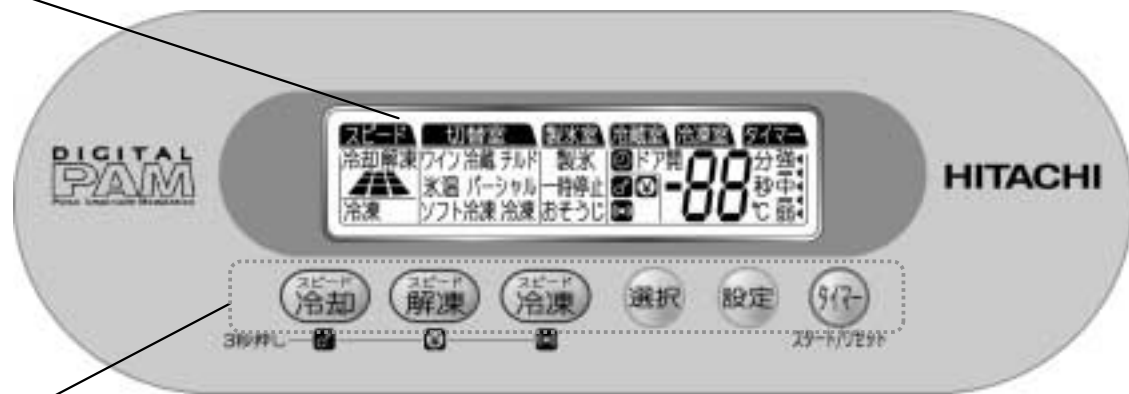 DIGITAL
PAM
HITACHI
スピード 切替室 製氷室 冷蔵室 冷凍室 タイマー
冷却 解凍 ワイン 冷蔵 チルド 製氷 ドア開 -88 分 強
氷温 パーシャル 一時停止 秒 中
冷凍 ソフト冷凍 冷凍 おそうじ ℃ 弱
スピード 冷却 スピード 解凍 スピード 冷凍 選択 設定 タイマー
3秒押し スタート/リセット